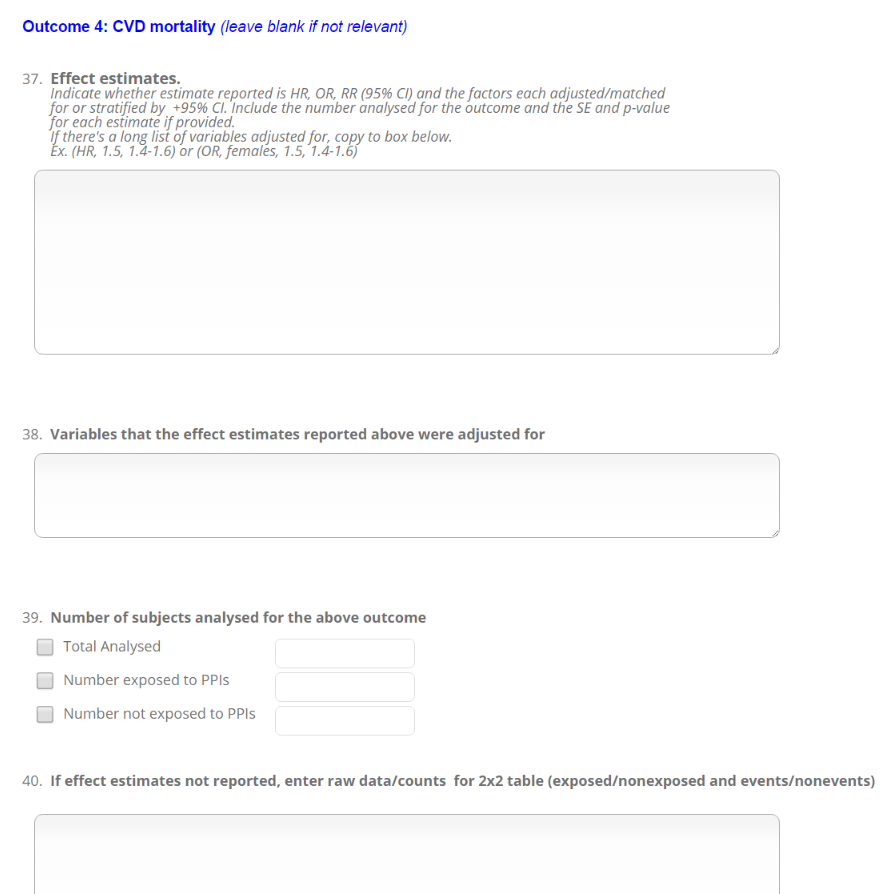 Outcome 4: CVD mortality (leave blank if not relevant)
37. Effect estimates.
Indicate whether estimate reported is HR, OR, RR (95% CI) and the factors each adjusted/matched
for or stratified by +95% CI. Include the number analysed for the outcome and the SE and p-value
for each estimate if provided.
If there's a long list of variables adjusted for, copy to box below.
Ex. (HR, 1.5, 1.4-1.6) or (OR, females, 1.5, 1.4-1.6)
38. Variables that the effect estimates reported above were adjusted for
39. Number of subjects analysed for the above outcome
Total Analysed
Number exposed to PPIs
Number not exposed to PPIs
40. If effect estimates not reported, enter raw data/counts for 2x2 table (exposed/nonexposed and events/nonevents)